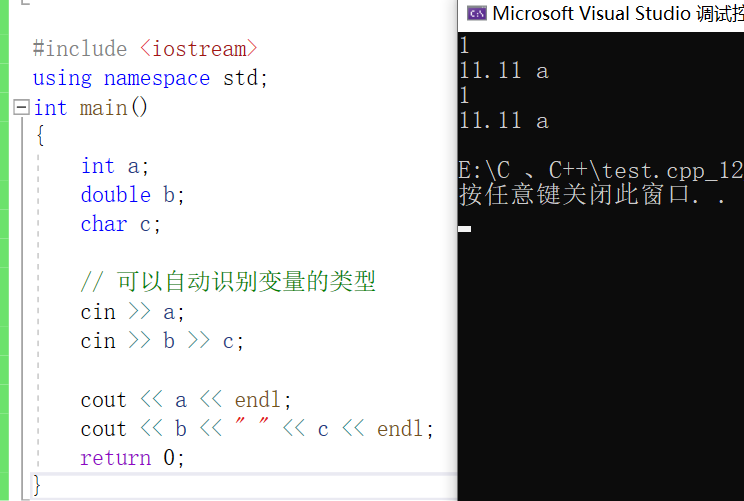 #include <iostream>
using namespace std;
int main()
{
int a;
double b;
char c;
// 可以自动识别变量的类型
cin >> a;
cin >> b >> c;
cout << a << endl;
cout << b << " " << c << endl;
return 0;
}
Microsoft Visual Studio 调试控
1
11.11 a
1
11.11 a
E:\C 、C++\test.cpp_12
按任意键关闭此窗口. .